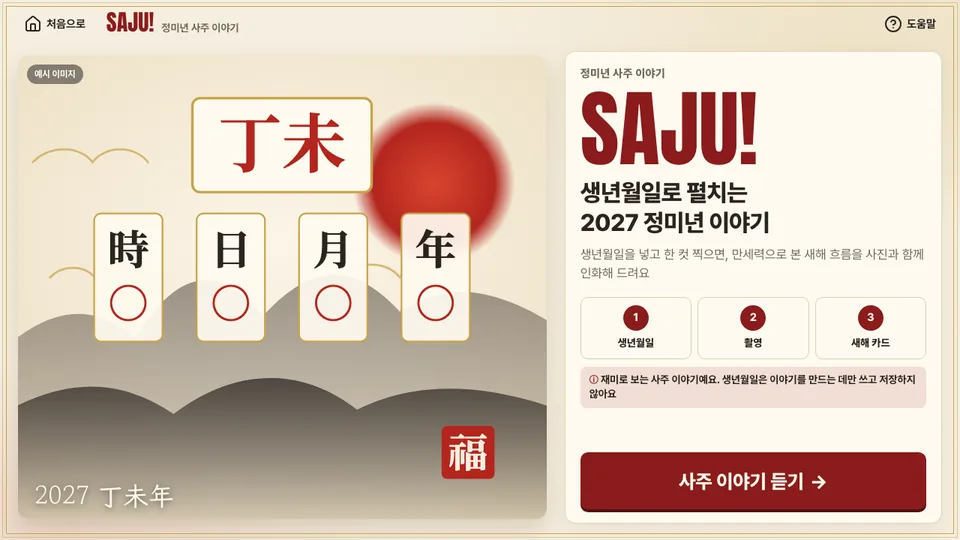 처음으로
SAJU!
정미년 사주 이야기
도움말
예시 이미지
丁未
時
日
月
年
福
2027 丁未年
정미년 사주 이야기
SAJU!
생년월일로 펼치는
2027 정미년 이야기
생년월일을 넣고 한 컷 찍으면, 만세력으로 본 새해 흐름을 사진과 함께
인화해 드려요
1
생년월일
2
촬영
3
새해 카드
ⓘ 재미로 보는 사주 이야기예요. 생년월일은 이야기를 만드는 데만 쓰고 저장하지
않아요
사주 이야기 듣기 →